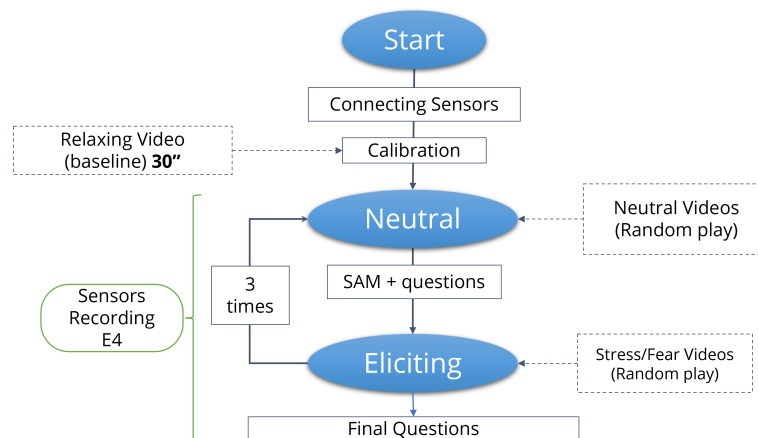 Start
Connecting Sensors
Relaxing Video
(baseline) 30”
Calibration
Neutral
Neutral Videos
(Random play)
SAM + questions
3
times
Sensors
Recording
E4
Eliciting
Stress/Fear Videos
(Random play)
Final Questions